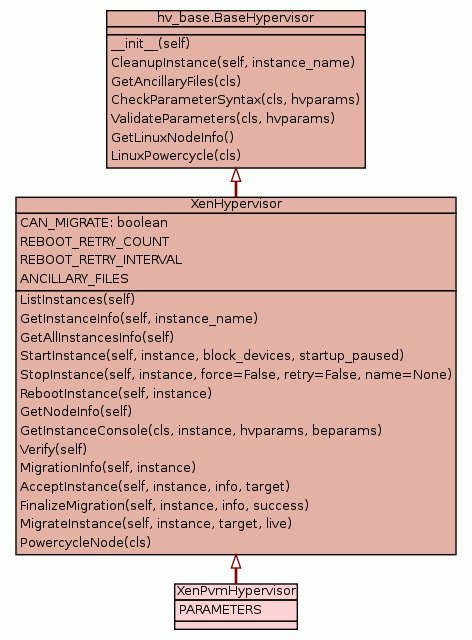 hv_base.BaseHypervisor
__init__(self)
CleanupInstance(self, instance_name)
GetAncillaryFiles(cls)
CheckParameterSyntax(cls, hvparams)
ValidateParameters(cls, hvparams)
GetLinuxNodeInfo()
LinuxPowercycle(cls)
XenHypervisor
CAN_MIGRATE: boolean
REBOOT_RETRY_COUNT
REBOOT_RETRY_INTERVAL
ANCILLARY_FILES
ListInstances(self)
GetInstanceInfo(self, instance_name)
GetAllInstancesInfo(self)
StartInstance(self, instance, block_devices, startup_paused)
StopInstance(self, instance, force=False, retry=False, name=None)
RebootInstance(self, instance)
GetNodeInfo(self)
GetInstanceConsole(cls, instance, hvparams, beparams)
Verify(self)
MigrationInfo(self, instance)
AcceptInstance(self, instance, info, target)
FinalizeMigration(self, instance, info, success)
MigrateInstance(self, instance, target, live)
PowercycleNode(cls)
XenPvmHypervisor
PARAMETERS